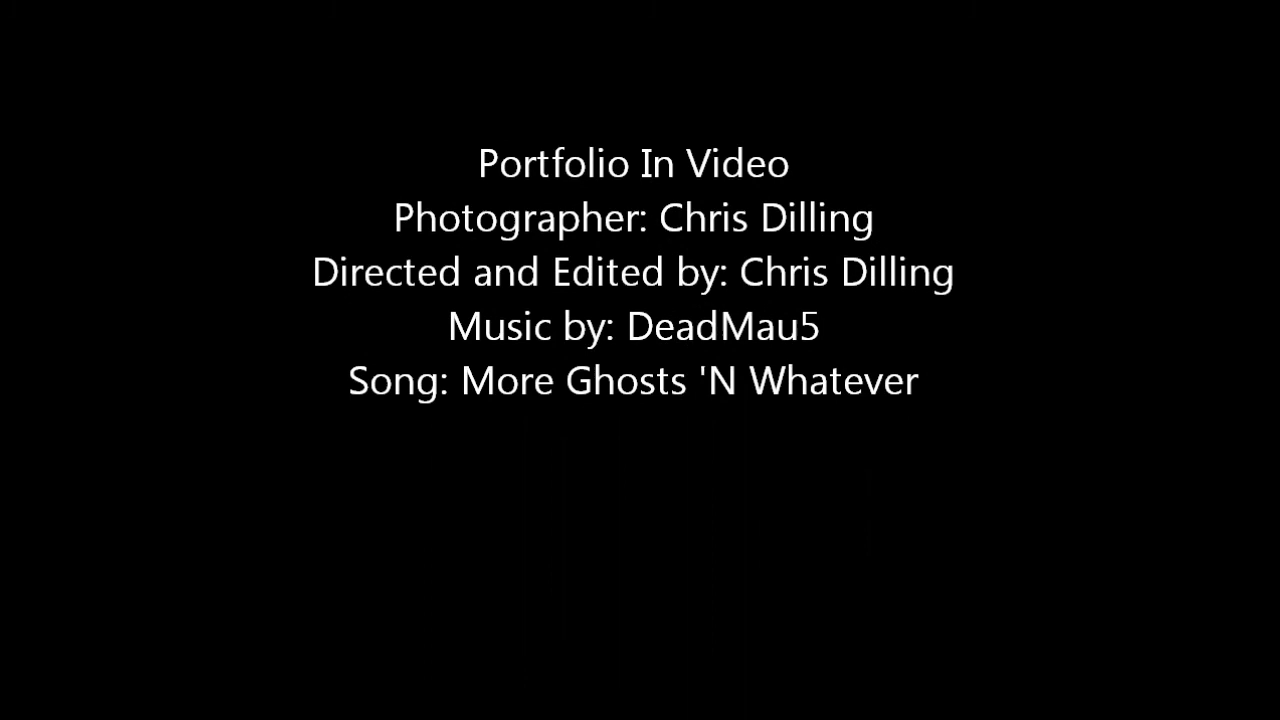 Portfolio In Video
Photographer: Chris Dilling
Directed and Edited by: Chris Dilling
Music by: DeadMau5
Song: More Ghosts 'N Whatever